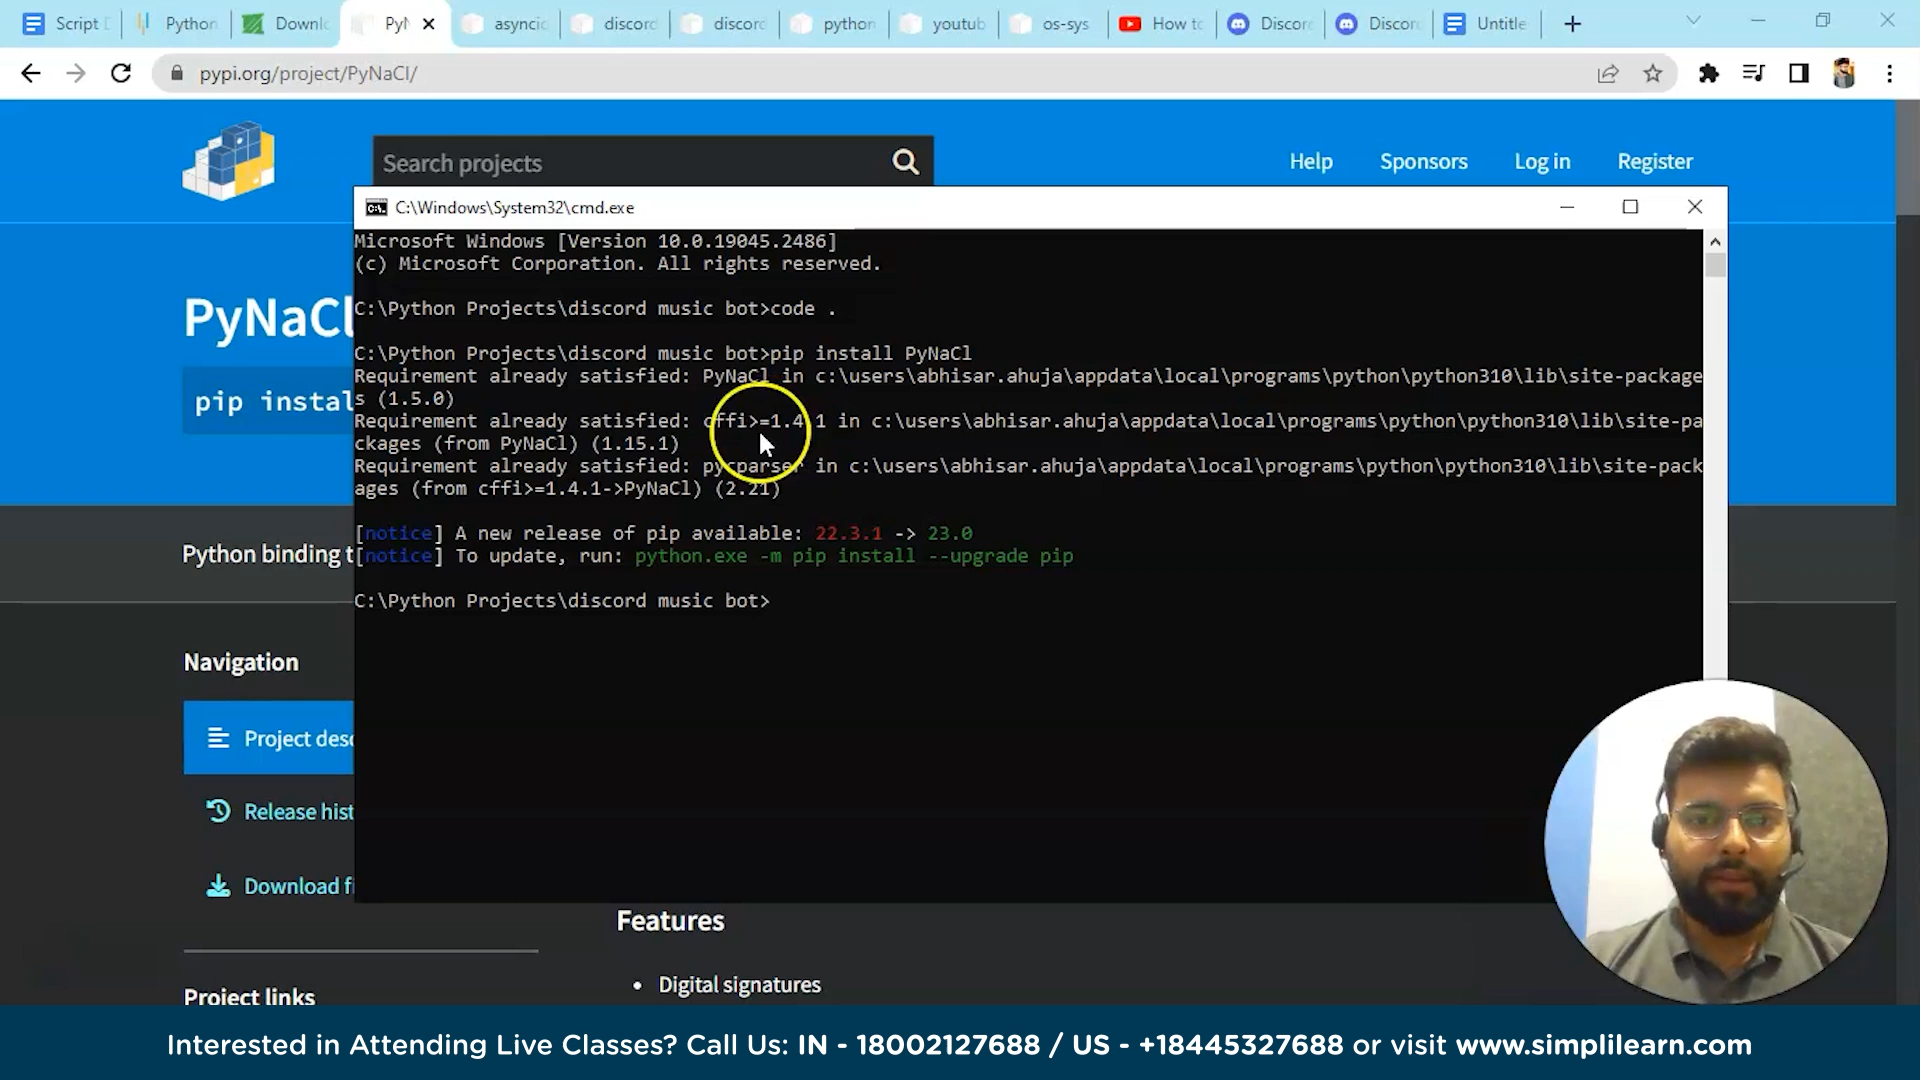 Script
Python
Downl
PyN
asyncio
discord
discord
python
youtub
os-sys
How to
Discor
Discor
Untitle
pypi.org/project/PyNaCl/
Search projects
Help
Sponsors
Log in
Register
C:\Windows\System32\cmd.exe
Microsoft Windows [Version 10.0.19045.2486]
(c) Microsoft Corporation. All rights reserved.
C:\Python Projects\discord music bot>code .
C:\Python Projects\discord music bot>pip install PyNaCl
Requirement already satisfied: PyNaCl in c:\users\abhisar.ahuja\appdata\local\programs\python\python310\lib\site-package
s (1.5.0)
Requirement already satisfied: cffi>=1.4.1 in c:\users\abhisar.ahuja\appdata\local\programs\python\python310\lib\site-pa
ckages (from PyNaCl) (1.15.1)
Requirement already satisfied: pycparser in c:\users\abhisar.ahuja\appdata\local\programs\python\python310\lib\site-pack
ages (from cffi>=1.4.1->PyNaCl) (2.21)
[notice] A new release of pip available: 22.3.1 -> 23.0
[notice] To update, run: python.exe -m pip install --upgrade pip
C:\Python Projects\discord music bot>
PyNaCl
pip instal
Python binding t
Navigation
Project desc
Release hist
Download fi
Project links
Features
• Digital signatures
Interested in Attending Live Classes? Call Us: IN - 18002127688 / US - +18445327688 or visit www.simplilearn.com